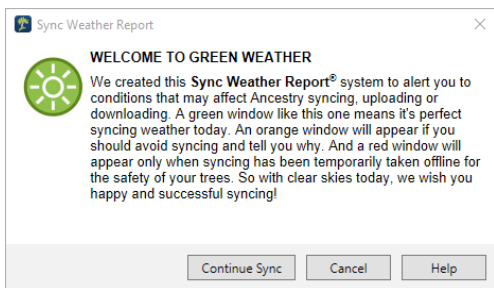 Sync Weather Report
WELCOME TO GREEN WEATHER
We created this Sync Weather Report® system to alert you to
conditions that may affect Ancestry syncing, uploading or
downloading. A green window like this one means it's perfect
syncing weather today. An orange window will appear if you
should avoid syncing and tell you why. And a red window will
appear only when syncing has been temporarily taken offline for
the safety of your trees. So with clear skies today, we wish you
happy and successful syncing!
Continue Sync Cancel Help